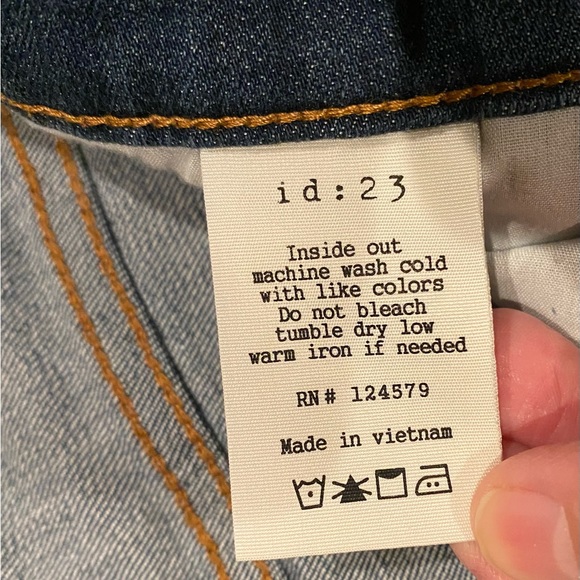 id:23
Inside out
machine wash cold
with like colors
Do not bleach
tumble dry low
warm iron if needed
RN# 124579
Made in vietnam